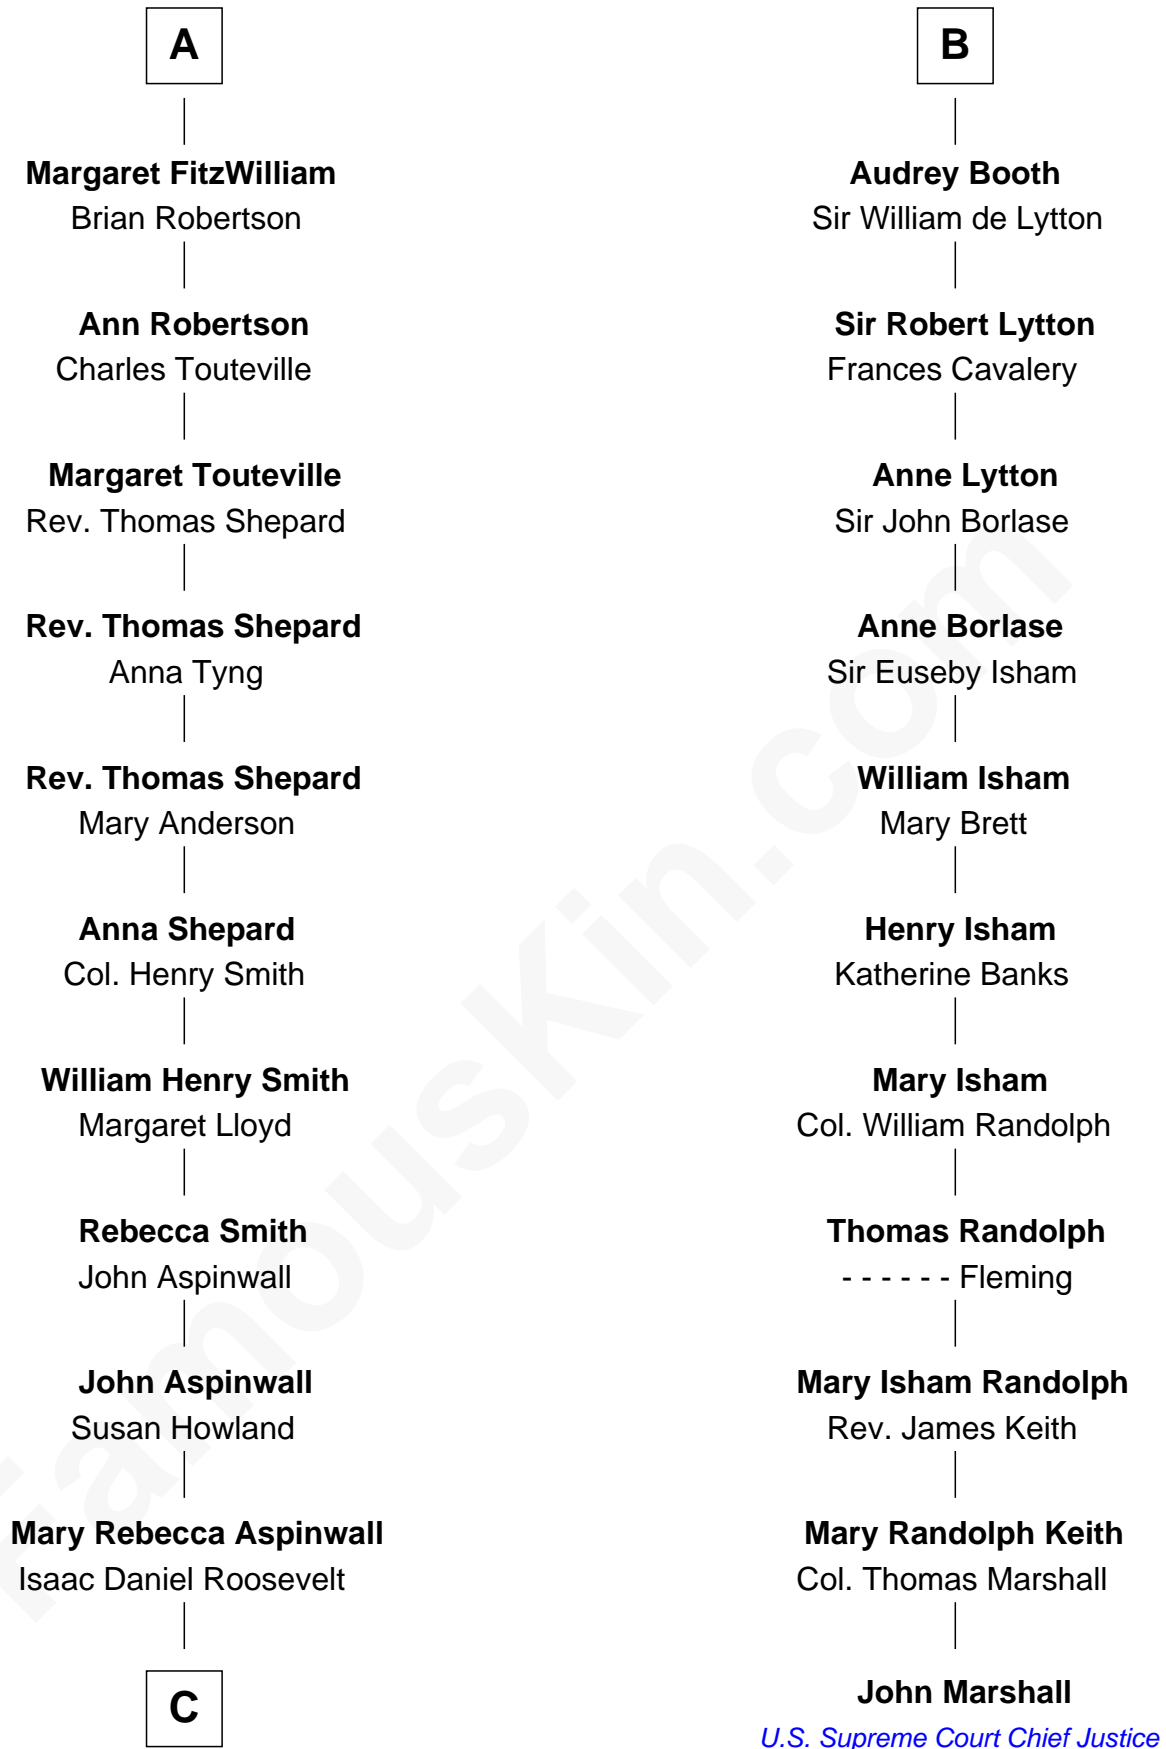 A
Margaret FitzWilliam
Brian Robertson
Ann Robertson
Charles Touteville
Margaret Touteville
Rev. Thomas Shepard
Rev. Thomas Shepard
Anna Tyng
Rev. Thomas Shepard
Mary Anderson
Anna Shepard
Col. Henry Smith
William Henry Smith
Margaret Lloyd
Rebecca Smith
John Aspinwall
John Aspinwall
Susan Howland
Mary Rebecca Aspinwall
Isaac Daniel Roosevelt
C
B
Audrey Booth
Sir William de Lytton
Sir Robert Lytton
Frances Cavalery
Anne Lytton
Sir John Borlase
Anne Borlase
Sir Euseby Isham
William Isham
Mary Brett
Henry Isham
Katherine Banks
Mary Isham
Col. William Randolph
Thomas Randolph
- - - - - - Fleming
Mary Isham Randolph
Rev. James Keith
Mary Randolph Keith
Col. Thomas Marshall
John Marshall
U.S. Supreme Court Chief Justice
FamousKin.com